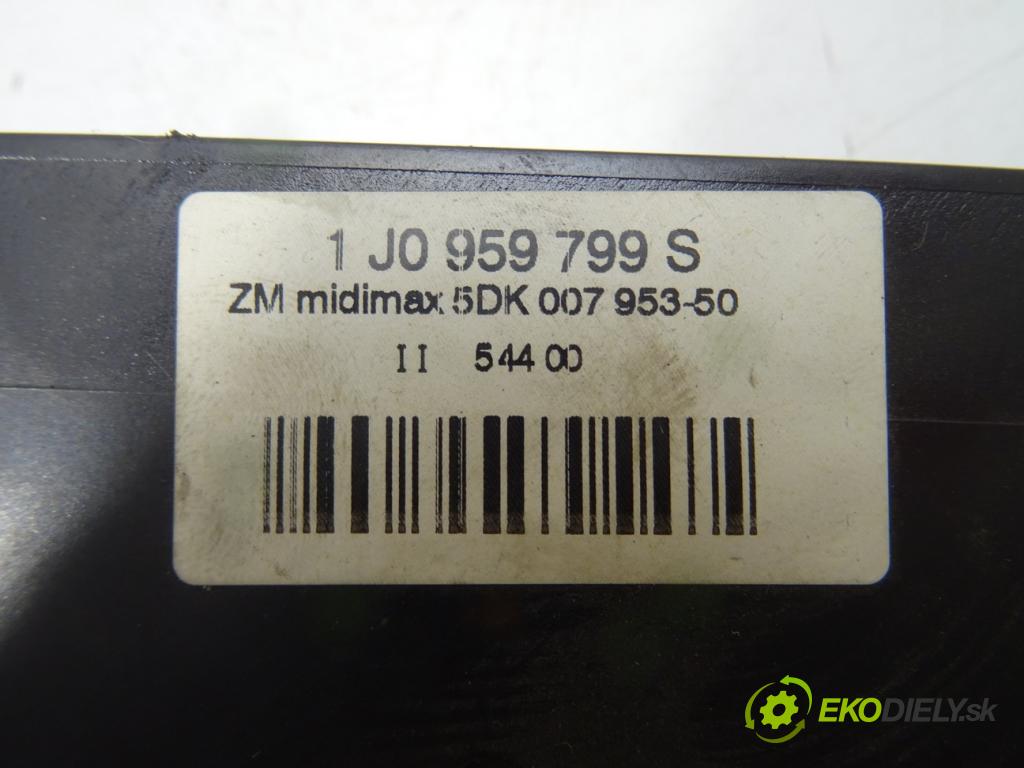 1 J0 959 799 S
ZM midimax 5DK 007 953-50
II 544 00
EKODIELY.sk